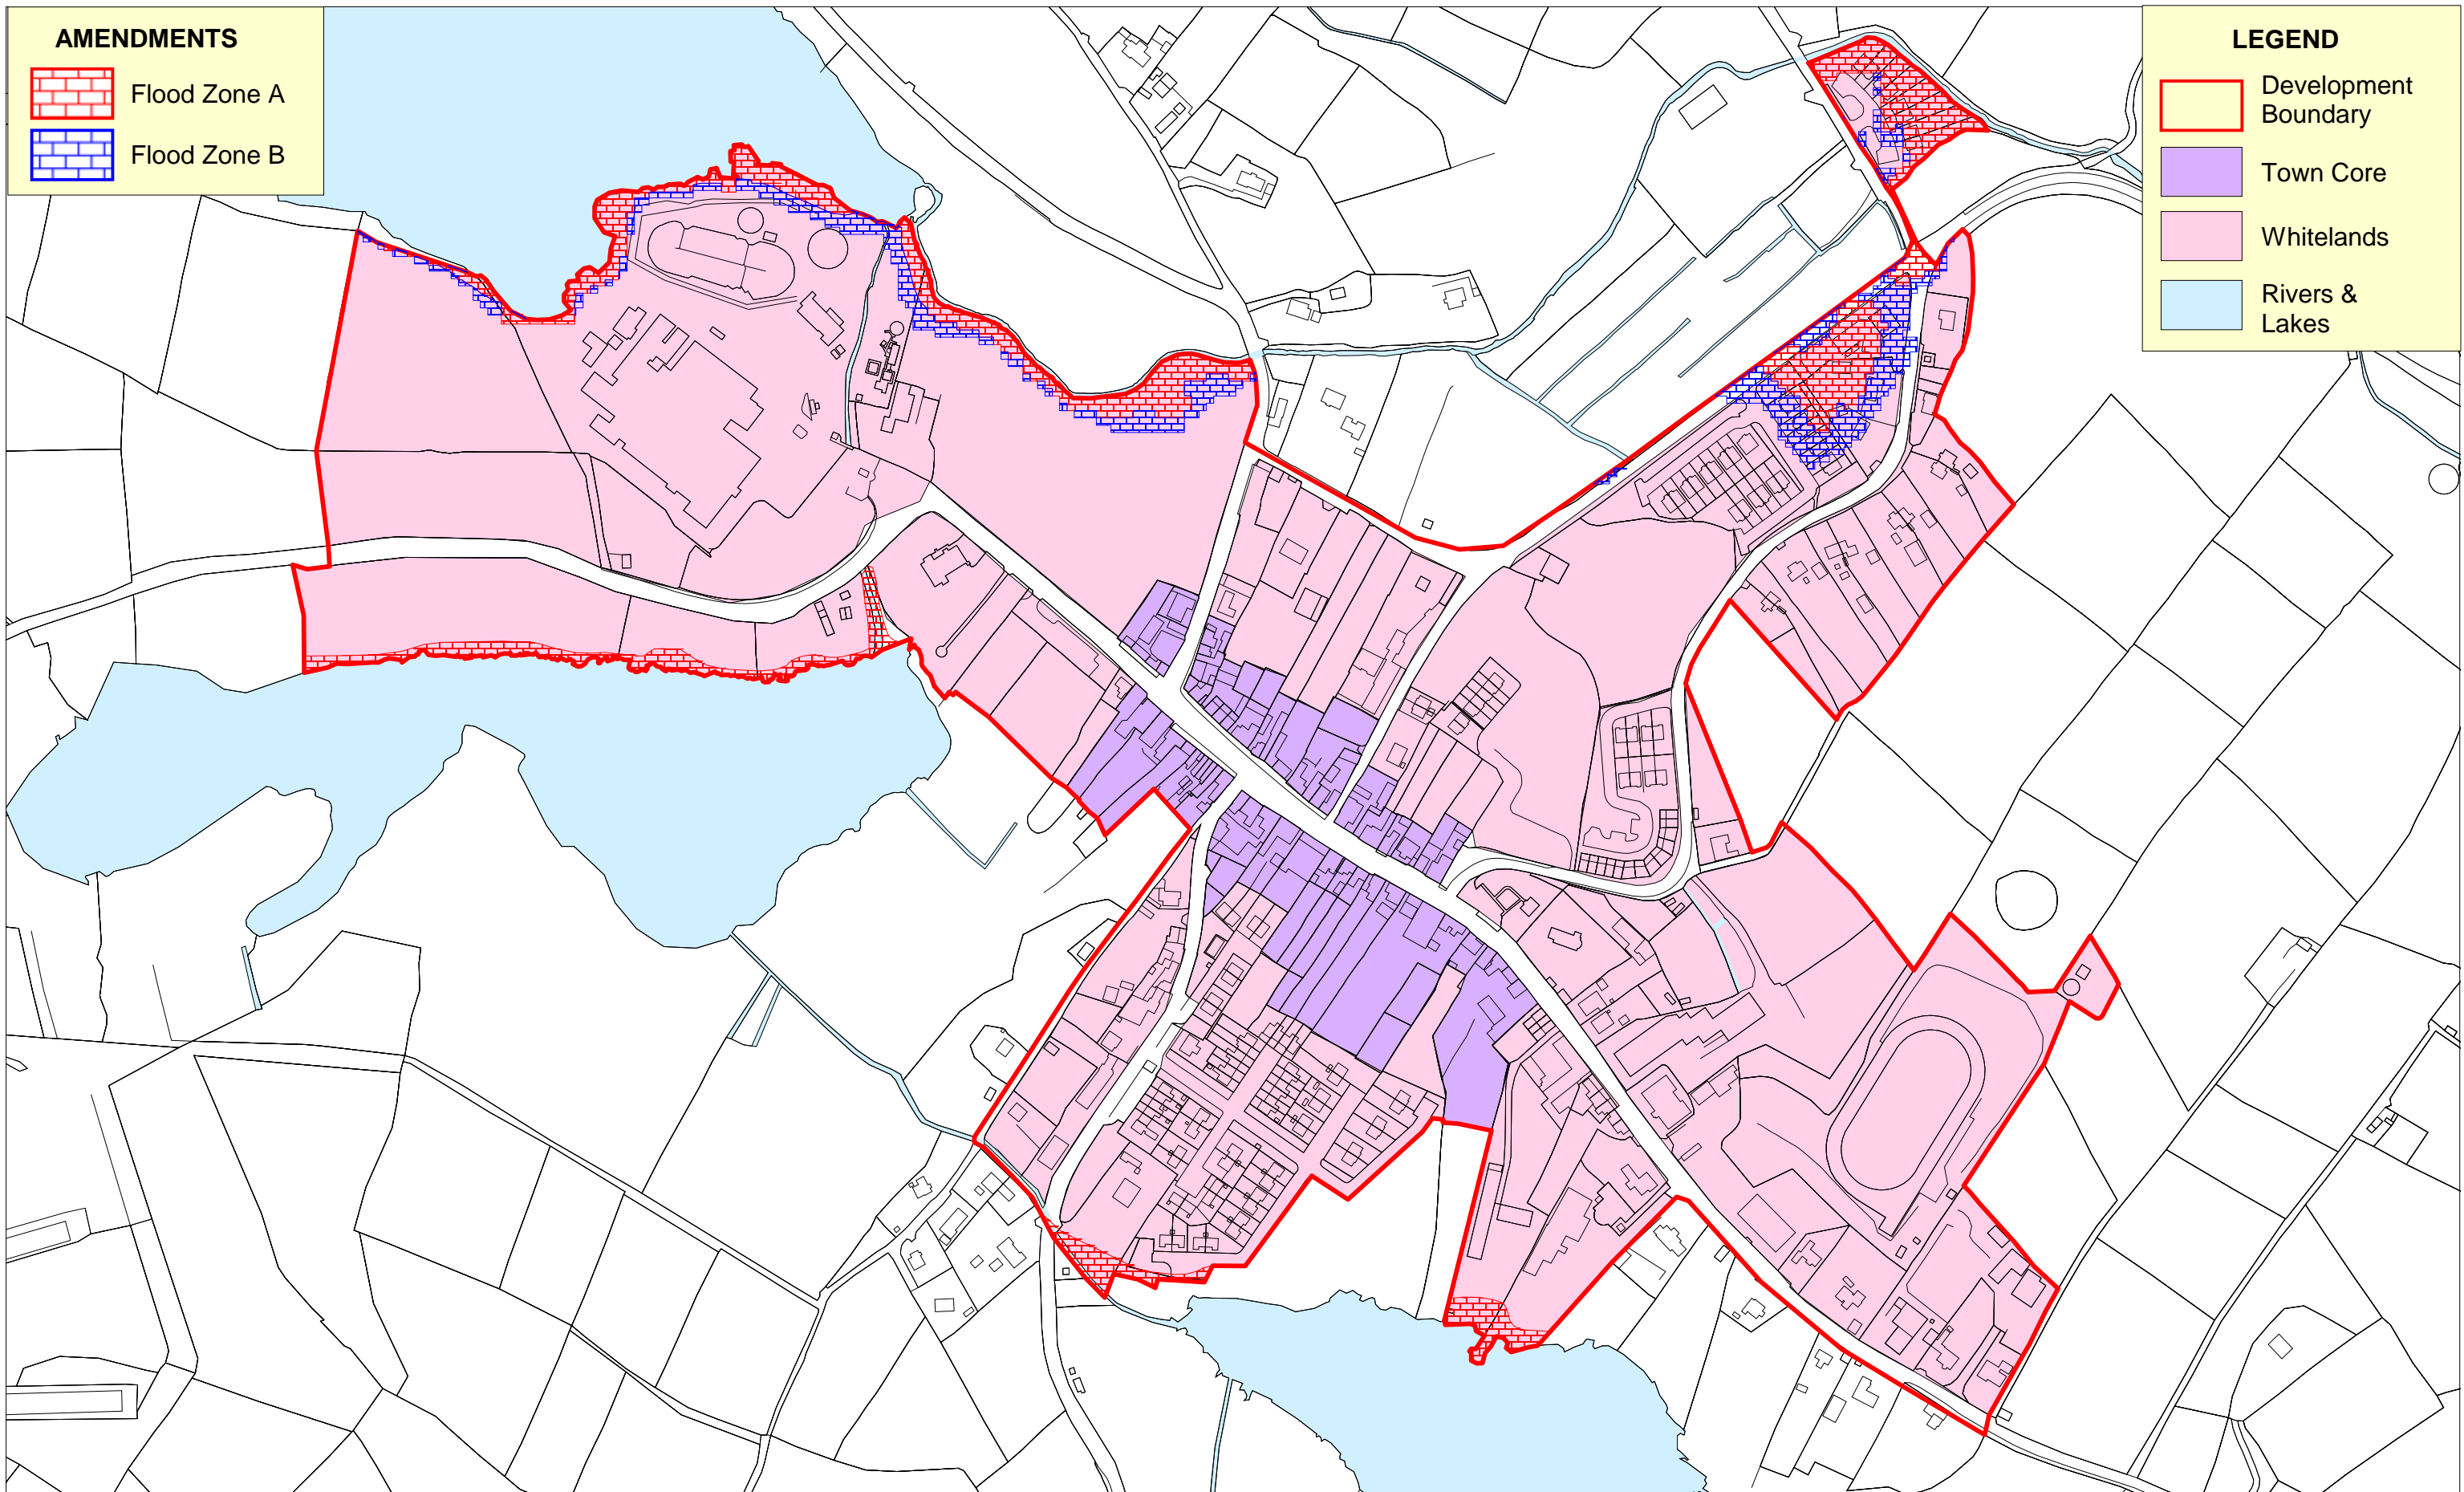 AMENDMENTS
Flood Zone A
Flood Zone B
LEGEND
Development
Boundary
Town Core
Whitelands
Rivers &
Lakes